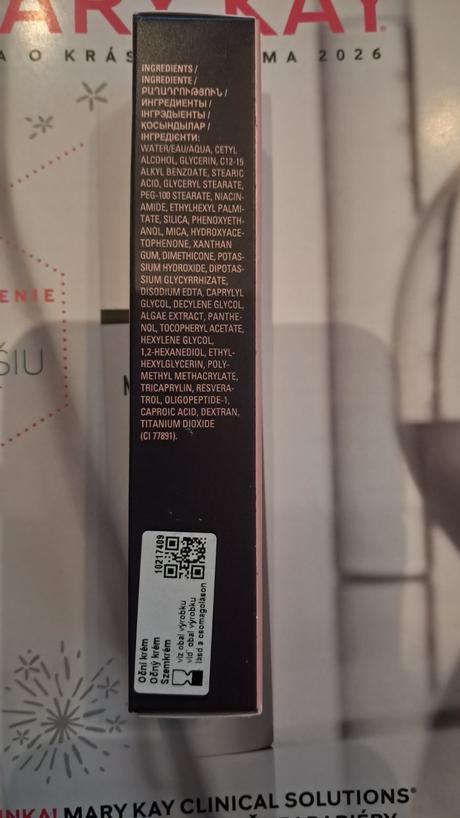 ARY KAY
A O KRÁS
MA 2026
INGREDIENTS /
INGREDIENTE /
ԲԱՂԱԴՐՈՒԹՅՈՒՆ /
ИНГРЕДИЕНТЫ /
ІНГРЭДЫЕНТЫ /
ҚОСЫНДЫЛАР /
ІНГРЕДІЄНТИ:
WATER/EAU/AQUA, CETYL
ALCOHOL, GLYCERIN, C12-15
ALKYL BENZOATE, STEARIC
ACID, GLYCERYL STEARATE,
PEG-100 STEARATE, NIACIN-
AMIDE, ETHYLHEXYL PALMI-
TATE, SILICA, PHENOXYETH-
ANOL, MICA, HYDROXYACE-
TOPHENONE, XANTHAN
GUM, DIMETHICONE, POTAS-
SIUM HYDROXIDE, DIPOTAS-
SIUM GLYCYRRHIZATE,
DISODIUM EDTA, CAPRYLYL
GLYCOL, DECYLENE GLYCOL,
ALGAE EXTRACT, PANTHE-
NOL, TOCOPHERYL ACETATE,
HEXYLENE GLYCOL,
1,2-HEXANEDIOL, ETHYL-
HEXYLGLYCERIN, POLY-
METHYL METHACRYLATE,
TRICAPRYLIN, RESVERA-
TROL, OLIGOPEPTIDE-1,
CAPROIC ACID, DEXTRAN,
TITANIUM DIOXIDE
(CI 77891).
ENIE
ŠIU
10217409
Oční krém
Očný krém
Szemkrém
viz obal výrobku
viď obal výrobku
lásd a csomagoláson
INKA! MARY KAY CLINICAL SOLUTIONS®